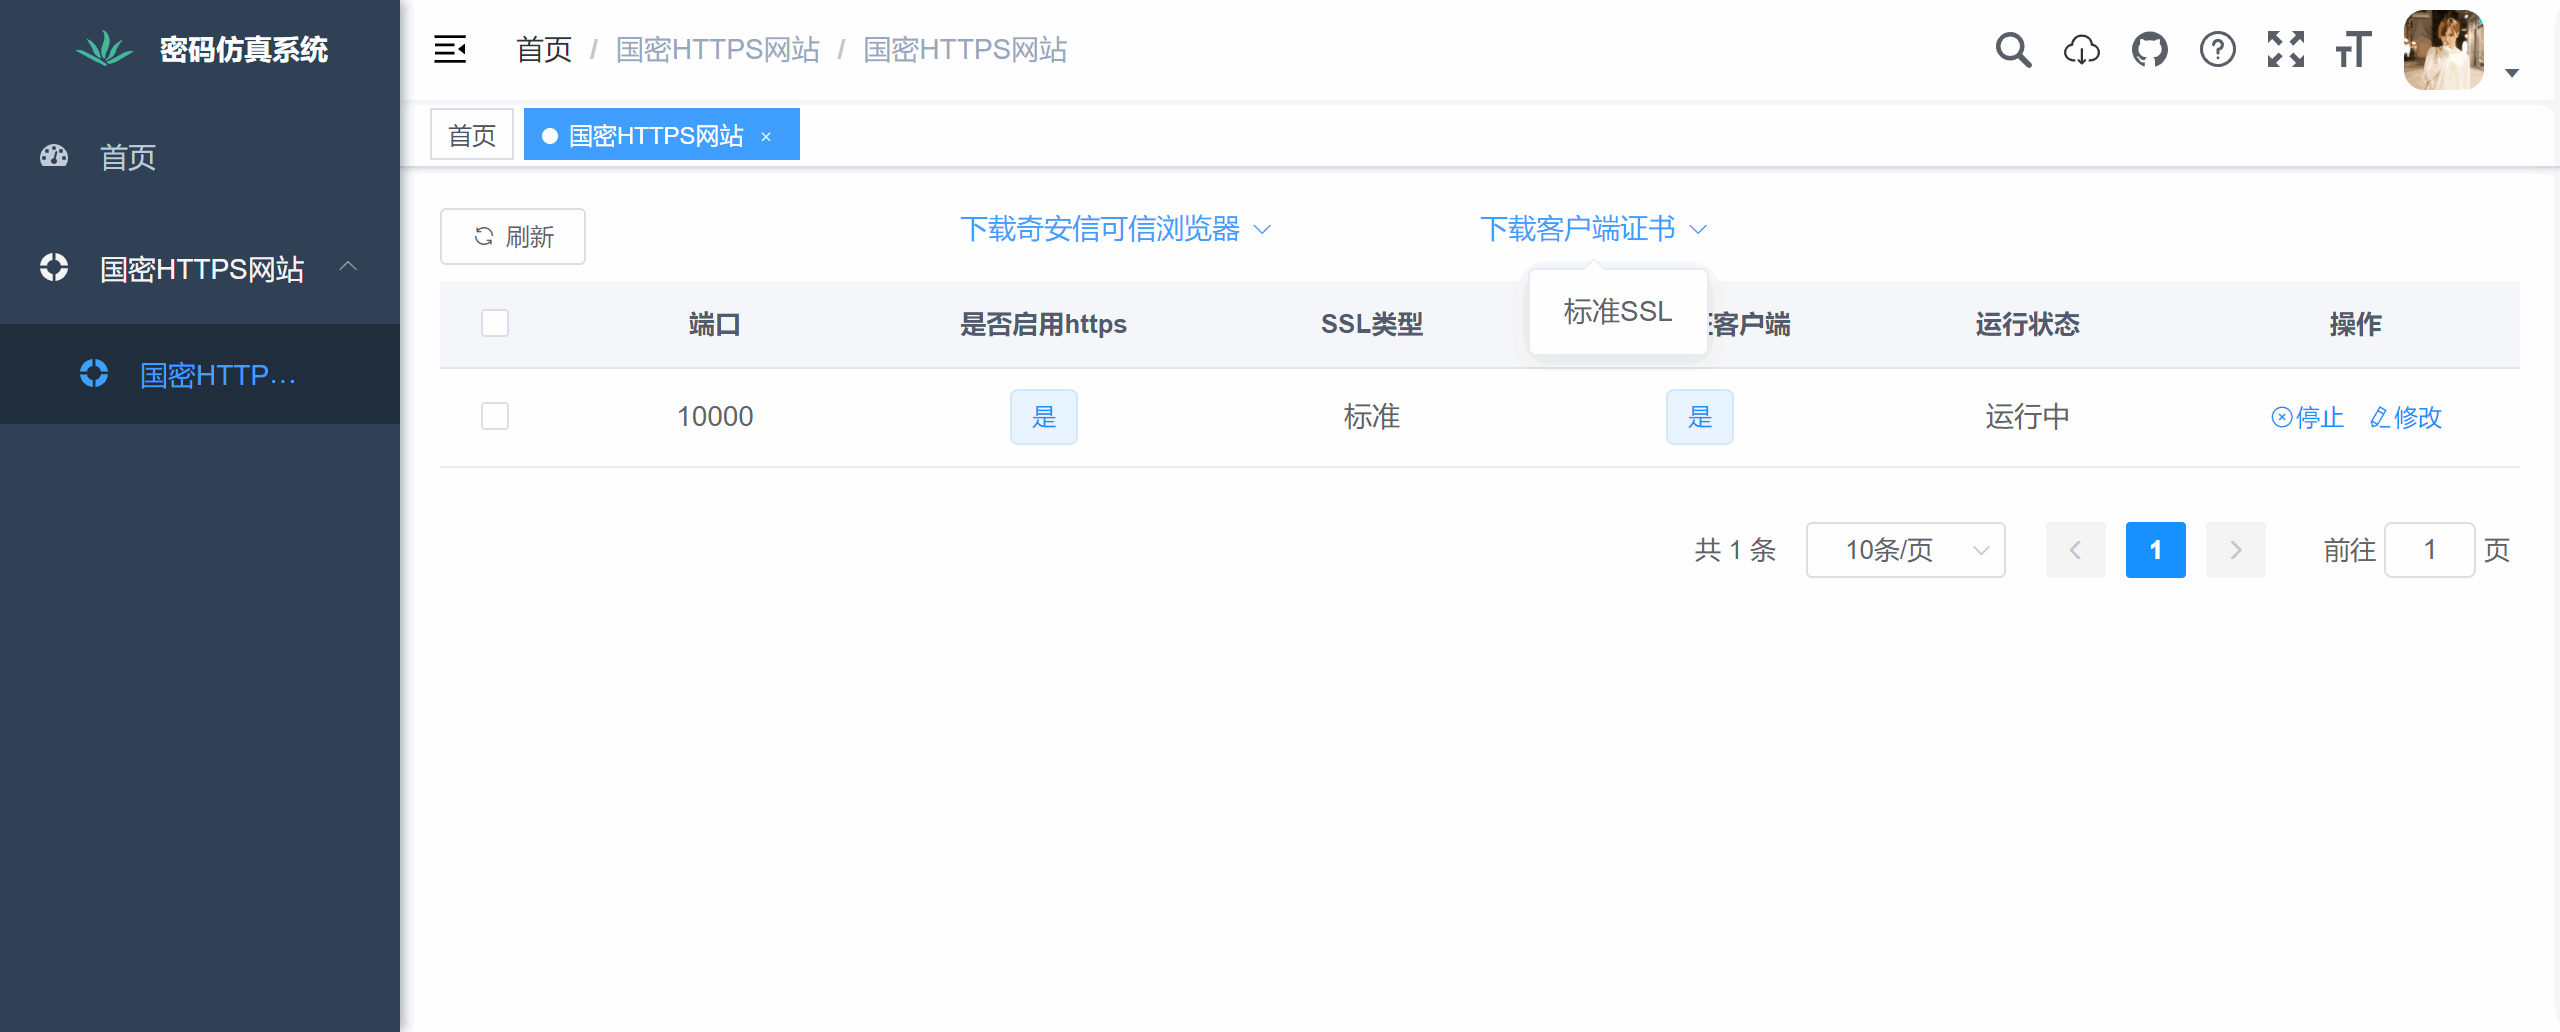 密码仿真系统
首页 / 国密HTTPS网站 / 国密HTTPS网站
首页
国密HTTPS网站
国密HTTP...
首页
国密HTTPS网站 ×
刷新
下载奇安信可信浏览器
下载客户端证书
标准SSL
端口 是否启用https SSL类型 客户端 运行状态 操作
10000 是 标准 是 运行中 停止 修改
共 1 条 10条/页 1 前往 1 页